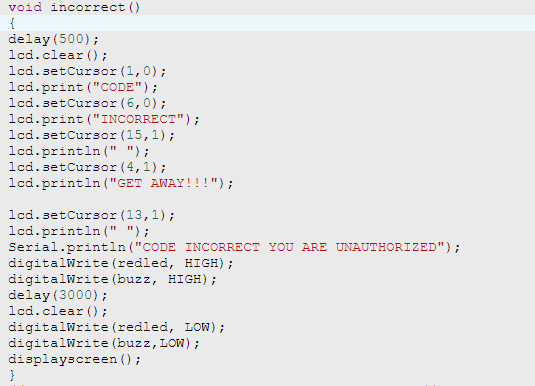 void incorrect()
{
delay(500);
lcd.clear();
lcd.setCursor(1,0);
lcd.print("CODE");
lcd.setCursor(6,0);
lcd.print("INCORRECT");
lcd.setCursor(15,1);
lcd.println(" ");
lcd.setCursor(4,1);
lcd.println("GET AWAY!!!");

lcd.setCursor(13,1);
lcd.println(" ");
Serial.println("CODE INCORRECT YOU ARE UNAUTHORIZED");
digitalWrite(redled, HIGH);
digitalWrite(buzz, HIGH);
delay(3000);
lcd.clear();
digitalWrite(redled, LOW);
digitalWrite(buzz,LOW);
displayscreen();
}